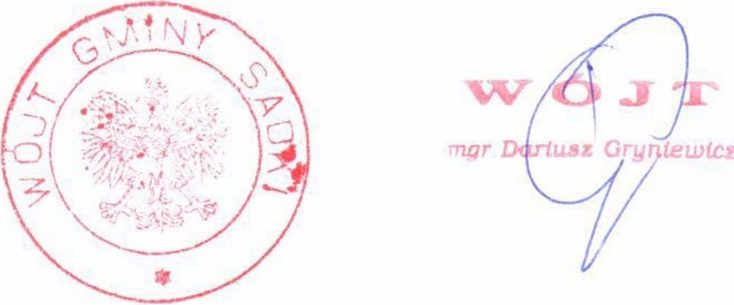 WÓJT GMINY SADKI
WÓJT
mgr Dariusz Gryniewicz